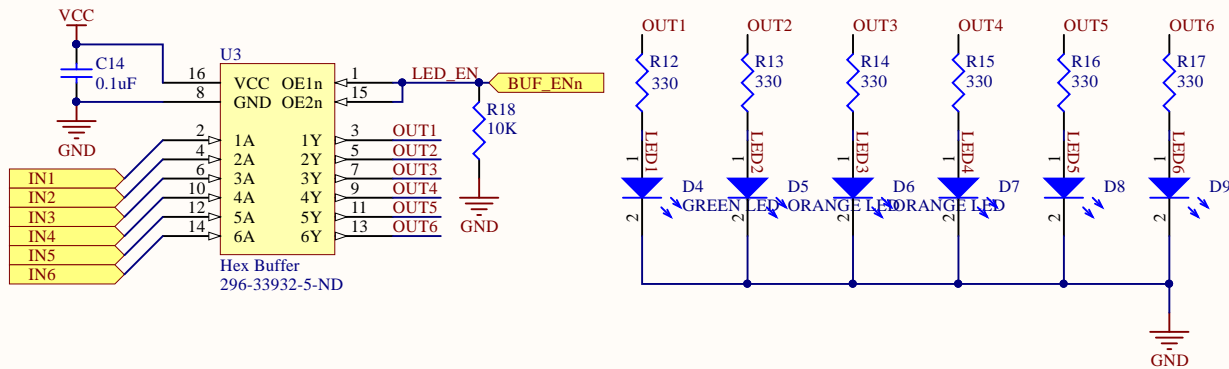 VCC
C14
0.1uF
GND
U3
16
VCC
OE1n
1
8
GND
OE2n
15
LED_EN
BUF_ENn
R18
10K
GND
2
1A
1Y
3
OUT1
4
2A
2Y
5
OUT2
6
3A
3Y
7
OUT3
10
4A
4Y
9
OUT4
12
5A
5Y
11
OUT5
14
6A
6Y
13
OUT6
IN1
IN2
IN3
IN4
IN5
IN6
Hex Buffer
296-33932-5-ND
OUT1
OUT2
OUT3
OUT4
OUT5
OUT6
R12
330
R13
330
R14
330
R15
330
R16
330
R17
330
1
LED1
1
LED2
1
LED3
1
LED4
1
LED5
1
LED6
D4
D5
D6
D7
D8
D9
GREEN LED
ORANGE LED
ORANGE LED
2
2
2
2
2
2
GND